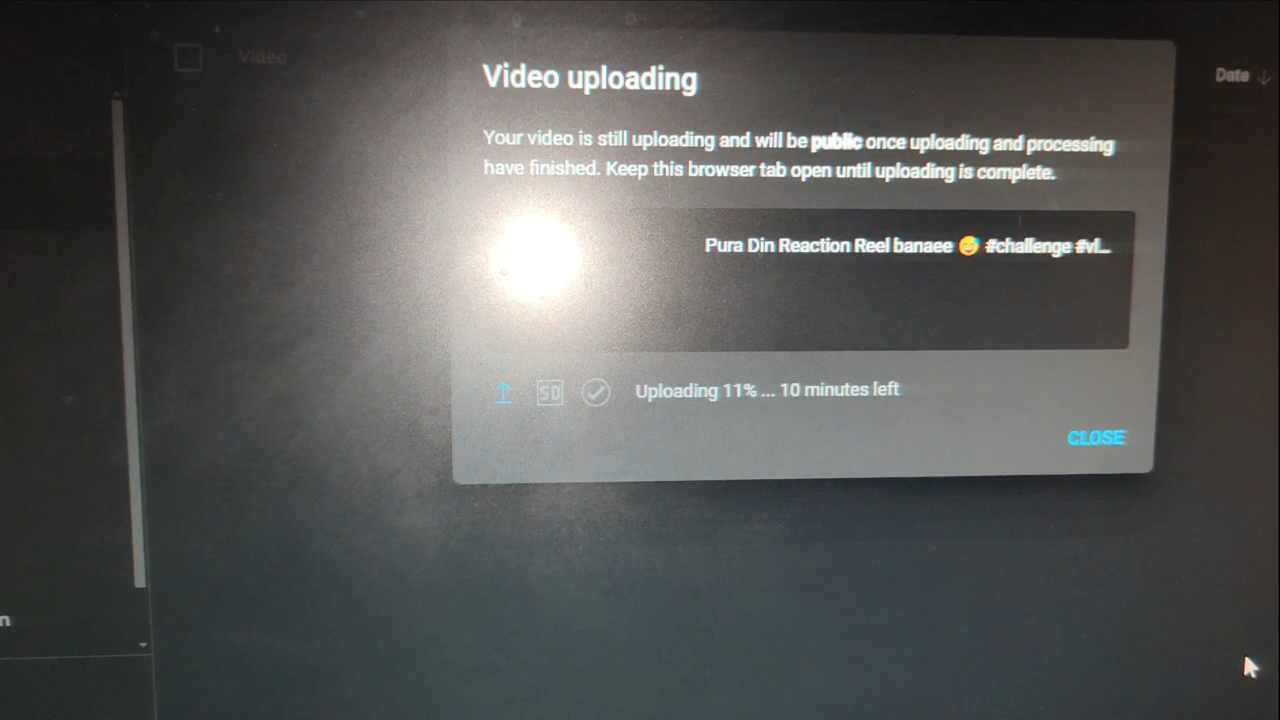 Video
Date
Video uploading
Your video is still uploading and will be public once uploading and processing
have finished. Keep this browser tab open until uploading is complete.
Pura Din Reaction Reel banaee 😅 #challenge #vl...
SD
Uploading 11% ... 10 minutes left
CLOSE
n